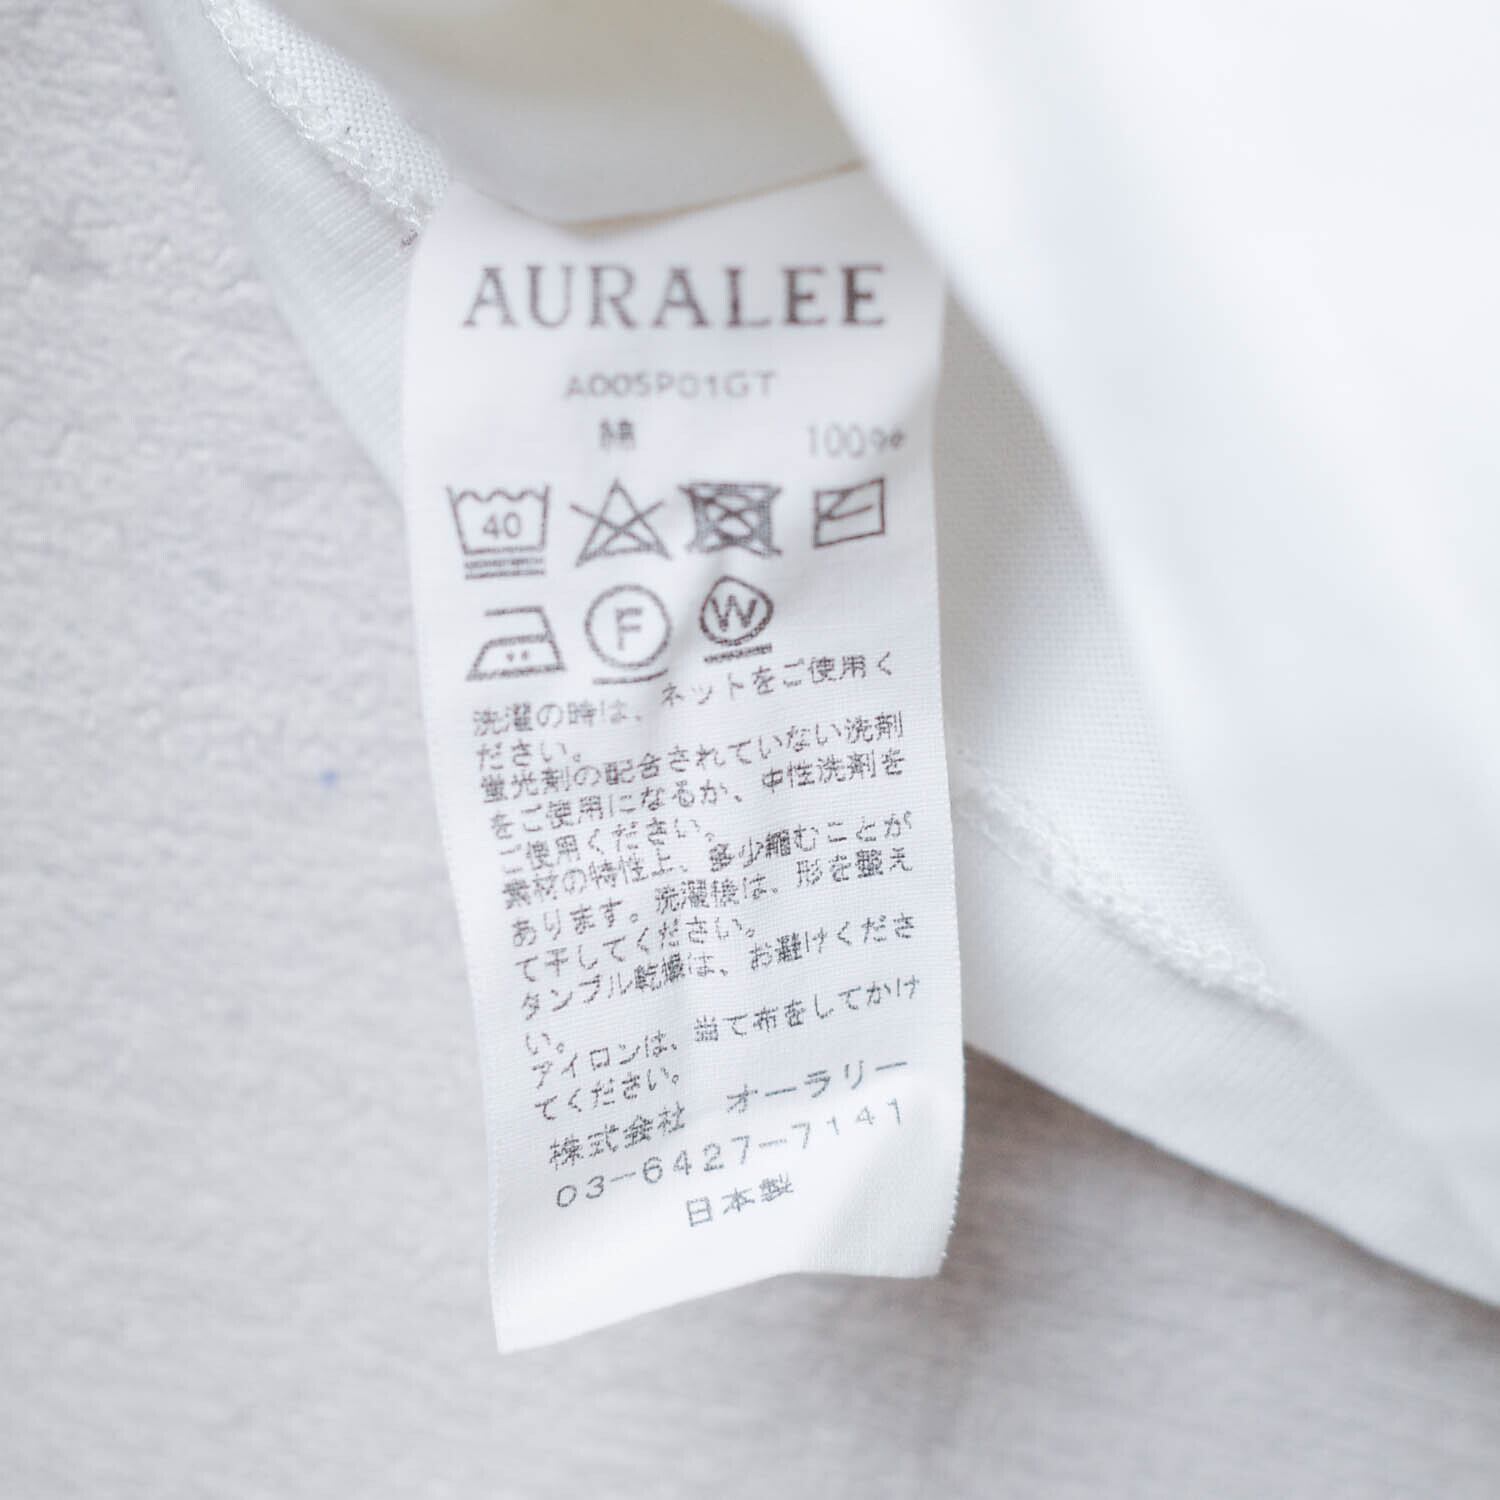 AURALEE
A00SP01GT
綿 100%
40
F W
洗濯の時は、ネットをご使用く
ださい。
蛍光剤の配合されていない洗剤
をご使用になるか、中性洗剤を
ご使用ください。
素材の特性上、多少縮むことが
あります。洗濯後は、形を整え
て干してください。
タンブル乾燥は、お避けくださ
い。
アイロンは、当て布をしてかけ
てください。
株式会社 オーラリー
03-6427-7141
日本製